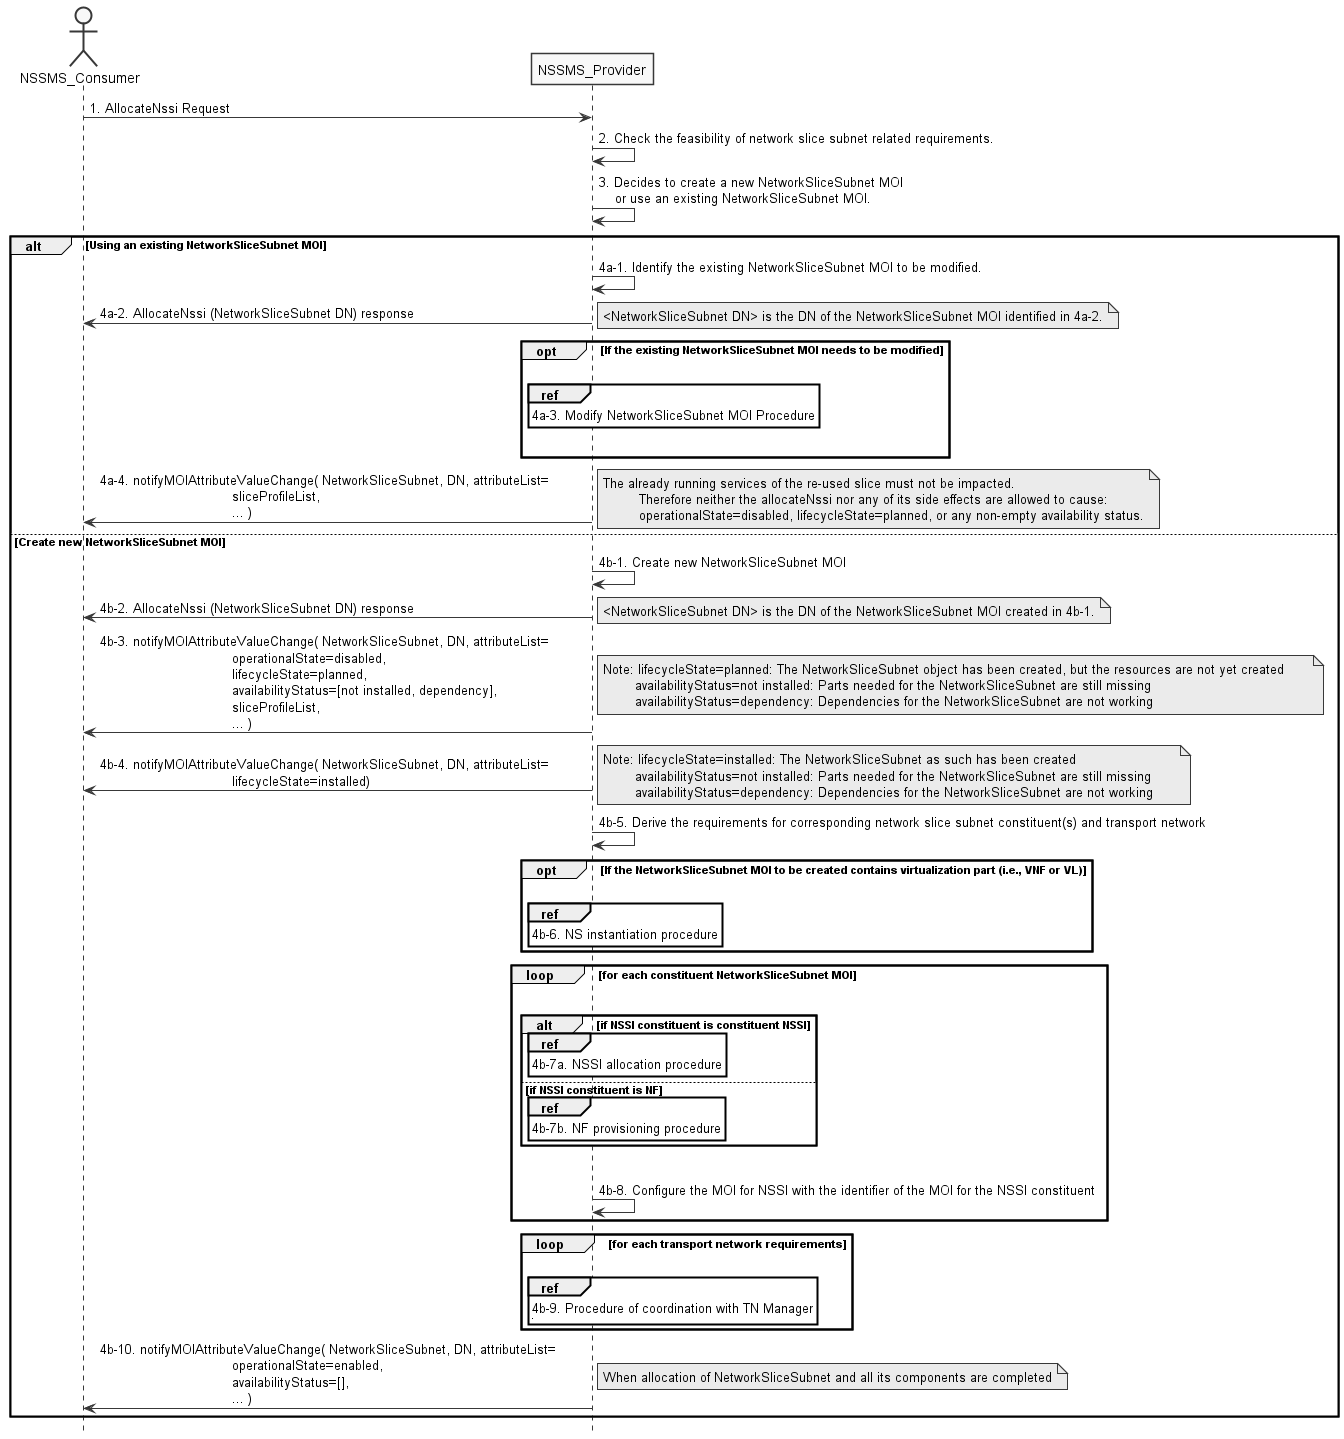 NSSMS_Consumer
NSSMS_Provider
1. AllocateNssi Request
2. Check the feasibility of network slice subnet related requirements.
3. Decides to create a new NetworkSliceSubnet MOI
or use an existing NetworkSliceSubnet MOI.
alt
[Using an existing NetworkSliceSubnet MOI]
4a-1. Identify the existing NetworkSliceSubnet MOI to be modified.
4a-2. AllocateNssi (NetworkSliceSubnet DN) response
<NetworkSliceSubnet DN> is the DN of the NetworkSliceSubnet MOI identified in 4a-2.
opt
[If the existing NetworkSliceSubnet MOI needs to be modified]
ref
4a-3. Modify NetworkSliceSubnet MOI Procedure
4a-4. notifyMOIAttributeValueChange( NetworkSliceSubnet, DN, attributeList=
sliceProfileList,
... )
The already running services of the re-used slice must not be impacted.
Therefore neither the allocateNssi nor any of its side effects are allowed to cause:
operationalState=disabled, lifecycleState=planned, or any non-empty availability status.
[Create new NetworkSliceSubnet MOI]
4b-1. Create new NetworkSliceSubnet MOI
4b-2. AllocateNssi (NetworkSliceSubnet DN) response
<NetworkSliceSubnet DN> is the DN of the NetworkSliceSubnet MOI created in 4b-1.
4b-3. notifyMOIAttributeValueChange( NetworkSliceSubnet, DN, attributeList=
operationalState=disabled,
lifecycleState=planned,
availabilityStatus=[not installed, dependency],
sliceProfileList,
... )
Note: lifecycleState=planned: The NetworkSliceSubnet object has been created, but the resources are not yet created
availabilityStatus=not installed: Parts needed for the NetworkSliceSubnet are still missing
availabilityStatus=dependency: Dependencies for the NetworkSliceSubnet are not working
4b-4. notifyMOIAttributeValueChange( NetworkSliceSubnet, DN, attributeList=
lifecycleState=installed)
Note: lifecycleState=installed: The NetworkSliceSubnet as such has been created
availabilityStatus=not installed: Parts needed for the NetworkSliceSubnet are still missing
availabilityStatus=dependency: Dependencies for the NetworkSliceSubnet are not working
4b-5. Derive the requirements for corresponding network slice subnet constituent(s) and transport network
opt
[If the NetworkSliceSubnet MOI to be created contains virtualization part (i.e., VNF or VL)]
ref
4b-6. NS instantiation procedure
loop
[for each constituent NetworkSliceSubnet MOI]
alt
[if NSSI constituent is constituent NSSI]
ref
4b-7a. NSSI allocation procedure
[if NSSI constituent is NF]
ref
4b-7b. NF provisioning procedure
4b-8. Configure the MOI for NSSI with the identifier of the MOI for the NSSI constituent
loop
[for each transport network requirements]
ref
4b-9. Procedure of coordination with TN Manager
.
4b-10. notifyMOIAttributeValueChange( NetworkSliceSubnet, DN, attributeList=
operationalState=enabled,
availabilityStatus=[],
... )
When allocation of NetworkSliceSubnet and all its components are completed